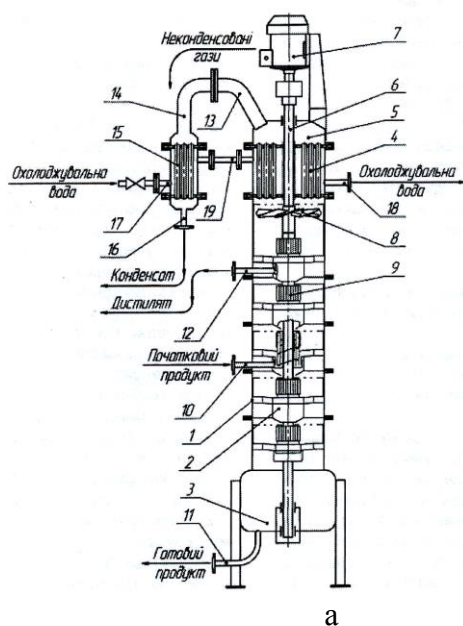 Неконденсовані
гази
7
14
6
13
5
15
4
Охолоджувальна
вода
Охолоджувальна
вода
17
19
18
16
8
Конденсат
9
Дистилят
12
Початковий
продукт
10
1
2
3
11
Готовий
продукт
а